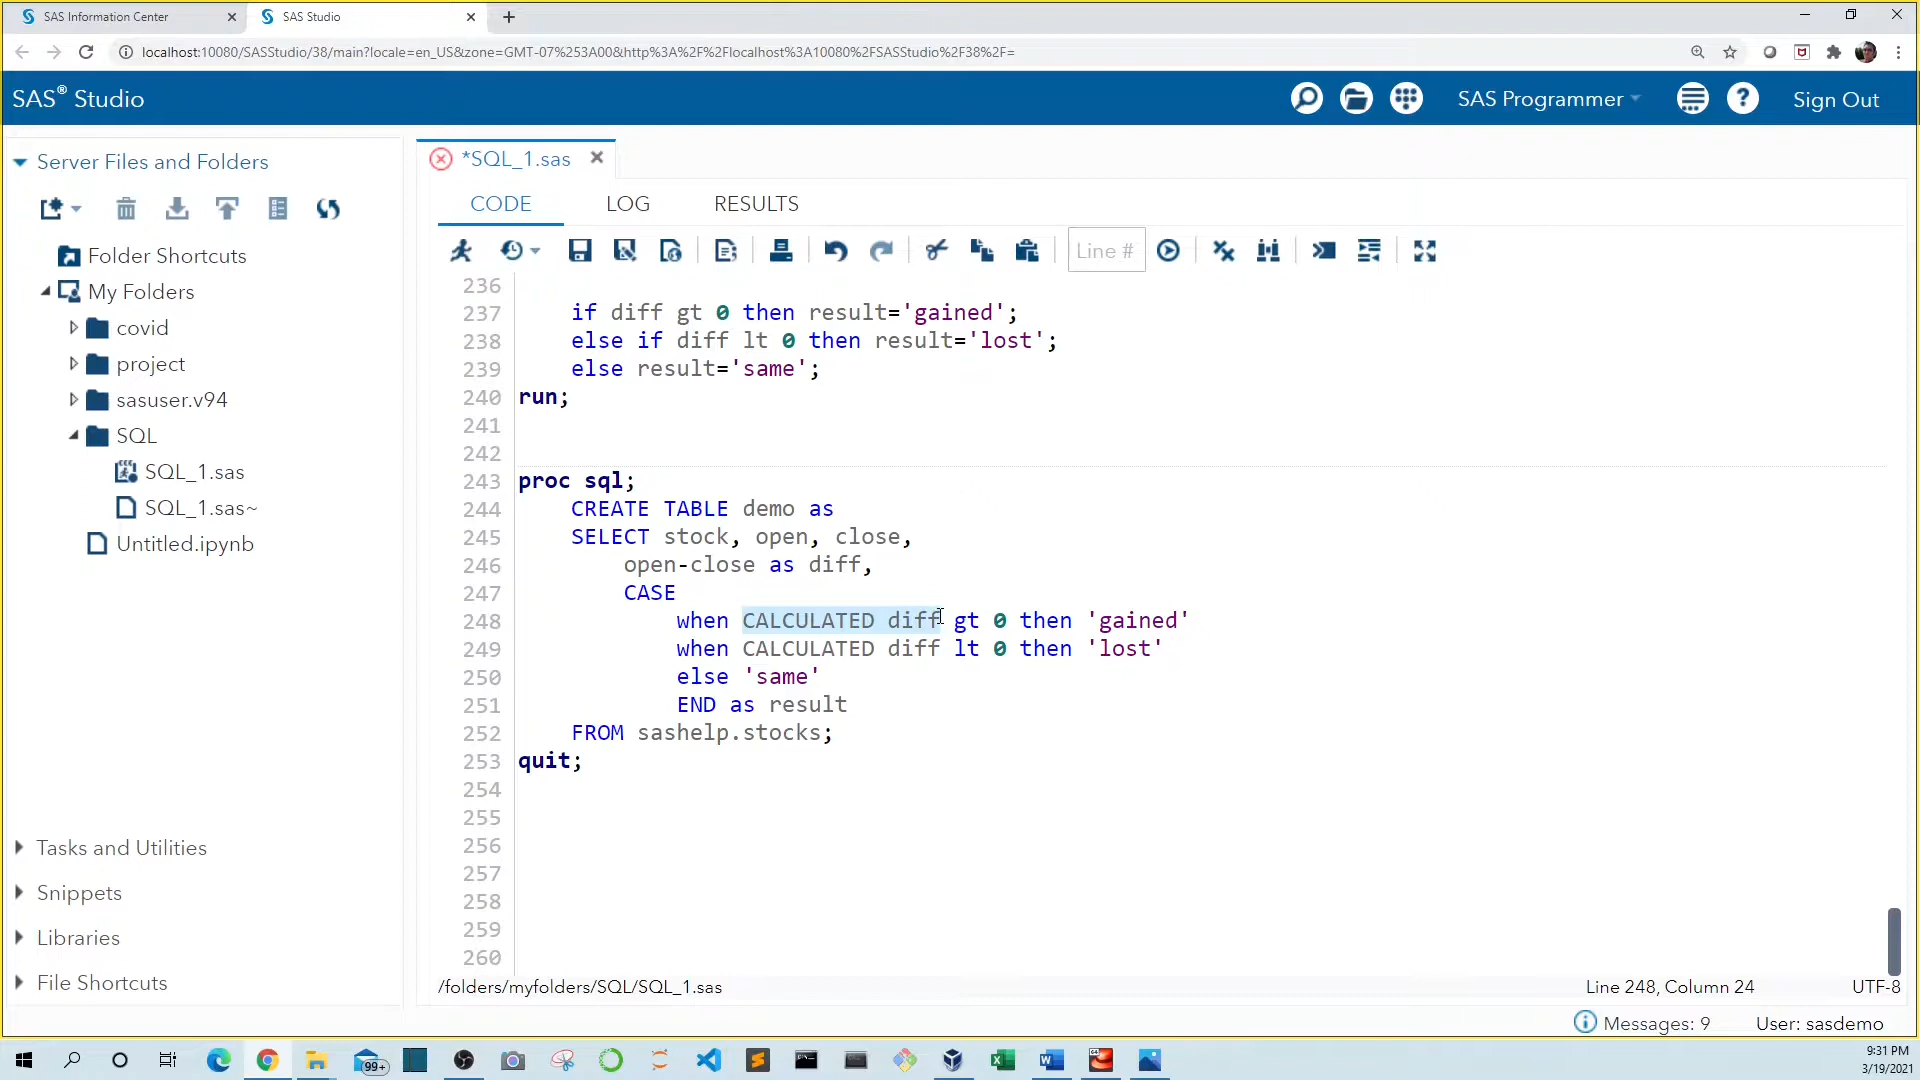 SAS Information Center
SAS Studio
localhost:10080/SASStudio/38/main?locale=en_US&zone=GMT-07%253A00&http%3A%2F%2Flocalhost%3A10080%2FSASStudio%2F38%2F=
SAS® Studio
SAS Programmer
Sign Out
Server Files and Folders
Folder Shortcuts
My Folders
covid
project
sasuser.v94
SQL
SQL_1.sas
SQL_1.sas~
Untitled.ipynb
Tasks and Utilities
Snippets
Libraries
File Shortcuts
*SQL_1.sas
CODE LOG RESULTS
Line #
236
237 if diff gt 0 then result='gained';
238 else if diff lt 0 then result='lost';
239 else result='same';
240 run;
241
242
243 proc sql;
244 CREATE TABLE demo as
245 SELECT stock, open, close,
246 open-close as diff,
247 CASE
248 when CALCULATED diff gt 0 then 'gained'
249 when CALCULATED diff lt 0 then 'lost'
250 else 'same'
251 END as result
252 FROM sashelp.stocks;
253 quit;
254
255
256
257
258
259
260
/folders/myfolders/SQL/SQL_1.sas
Line 248, Column 24
UTF-8
Messages: 9
User: sasdemo
99+
9:31 PM
3/19/2021